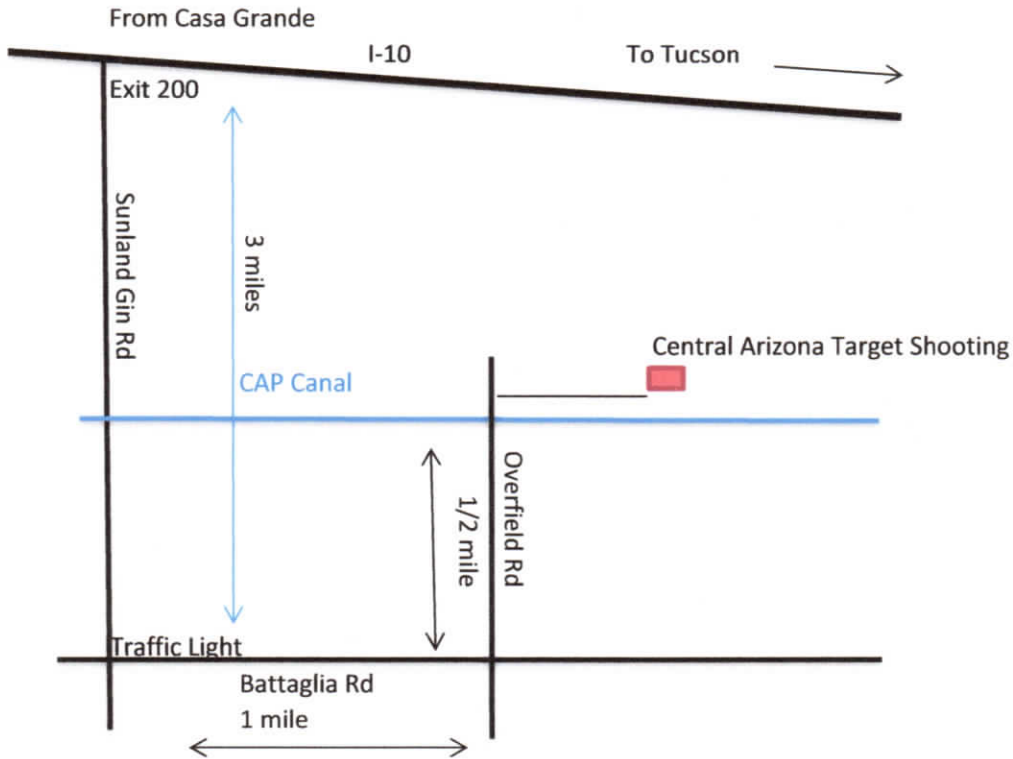 From Casa Grande
I-10
To Tucson
Exit 200
Sunland Gin Rd
3 miles
Central Arizona Target Shooting
CAP Canal
Overfield Rd
1/2 mile
Traffic Light
Battaglia Rd
1 mile